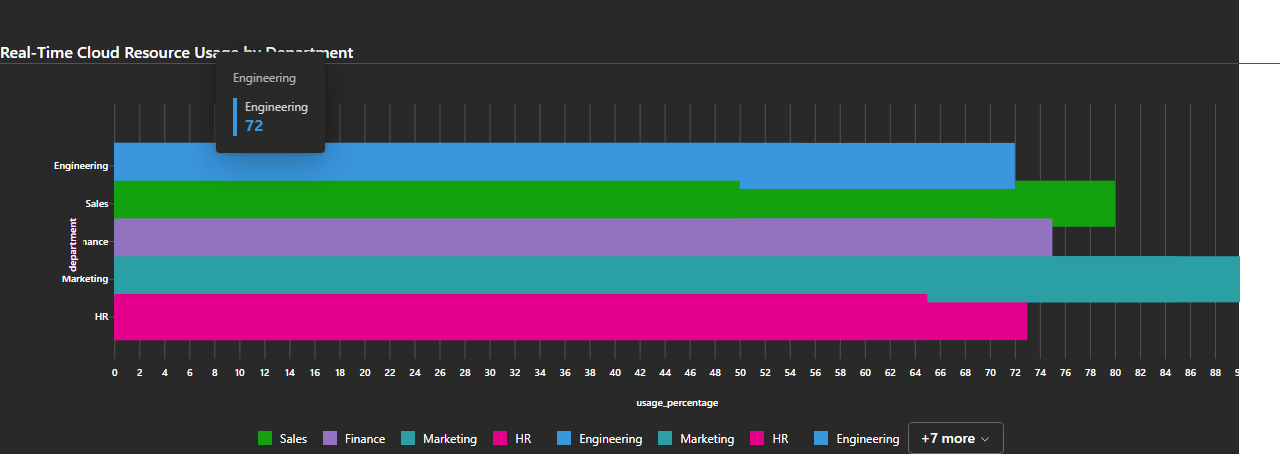 Real-Time Cloud Resource Usage by Department
Engineering
Engineering
72
Engineering
Sales
nance
Marketing
HR
department
0 2 4 6 8 10 12 14 16 18 20 22 24 26 28 30 32 34 36 38 40 42 44 46 48 50 52 54 56 58 60 62 64 66 68 70 72 74 76 78 80 82 84 86 88
usage_percentage
Sales Finance Marketing HR Engineering Marketing HR Engineering +7 more